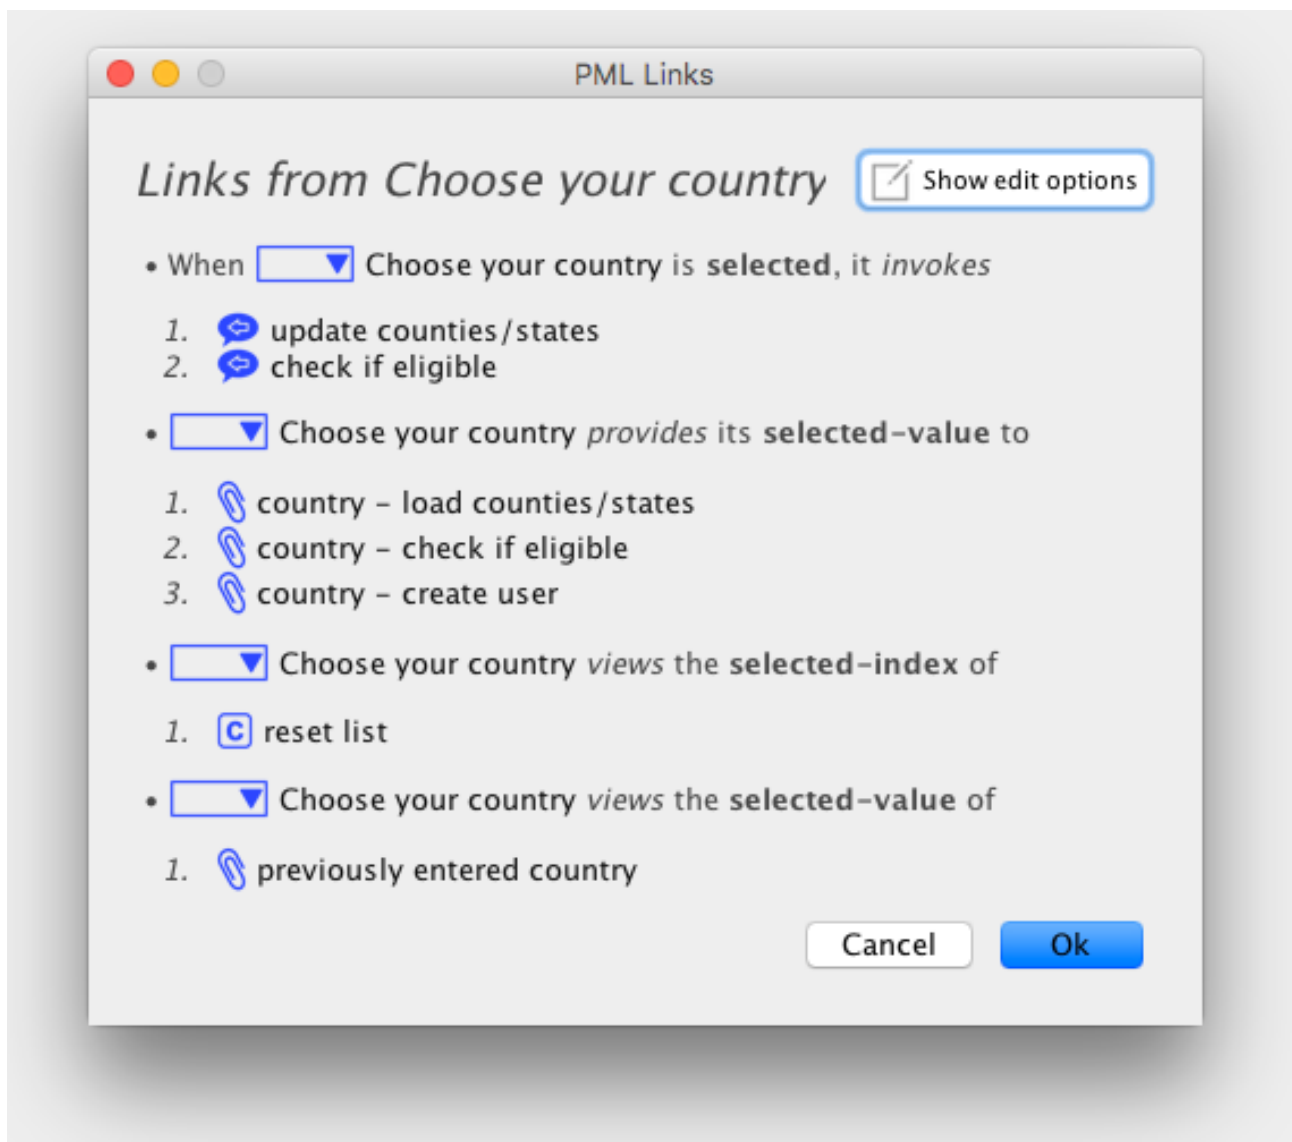 PML Links
Links from Choose your country
Show edit options
• When Choose your country is selected, it invokes
1. update counties/states
2. check if eligible
• Choose your country provides its selected-value to
1. country – load counties/states
2. country – check if eligible
3. country – create user
• Choose your country views the selected-index of
1. C reset list
• Choose your country views the selected-value of
1. previously entered country
Cancel Ok